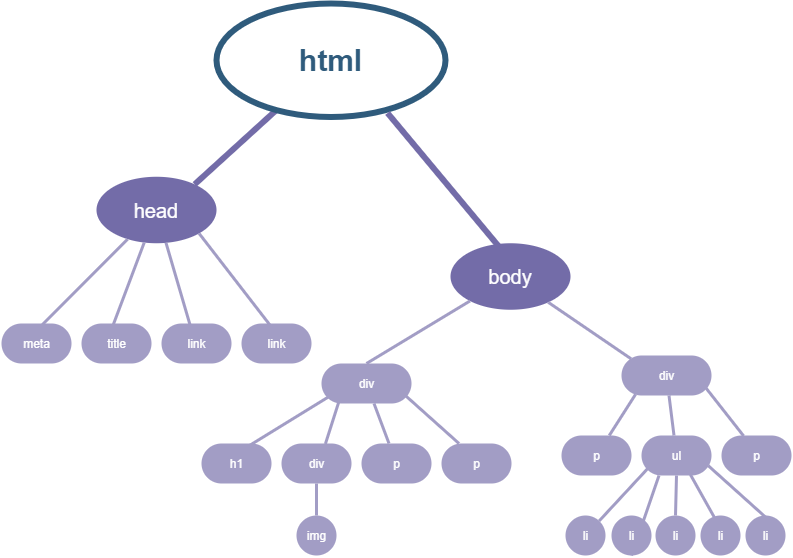 html
head
body
meta
title
link
link
div
div
h1
div
p
p
p
ul
p
img
li
li
li
li
li